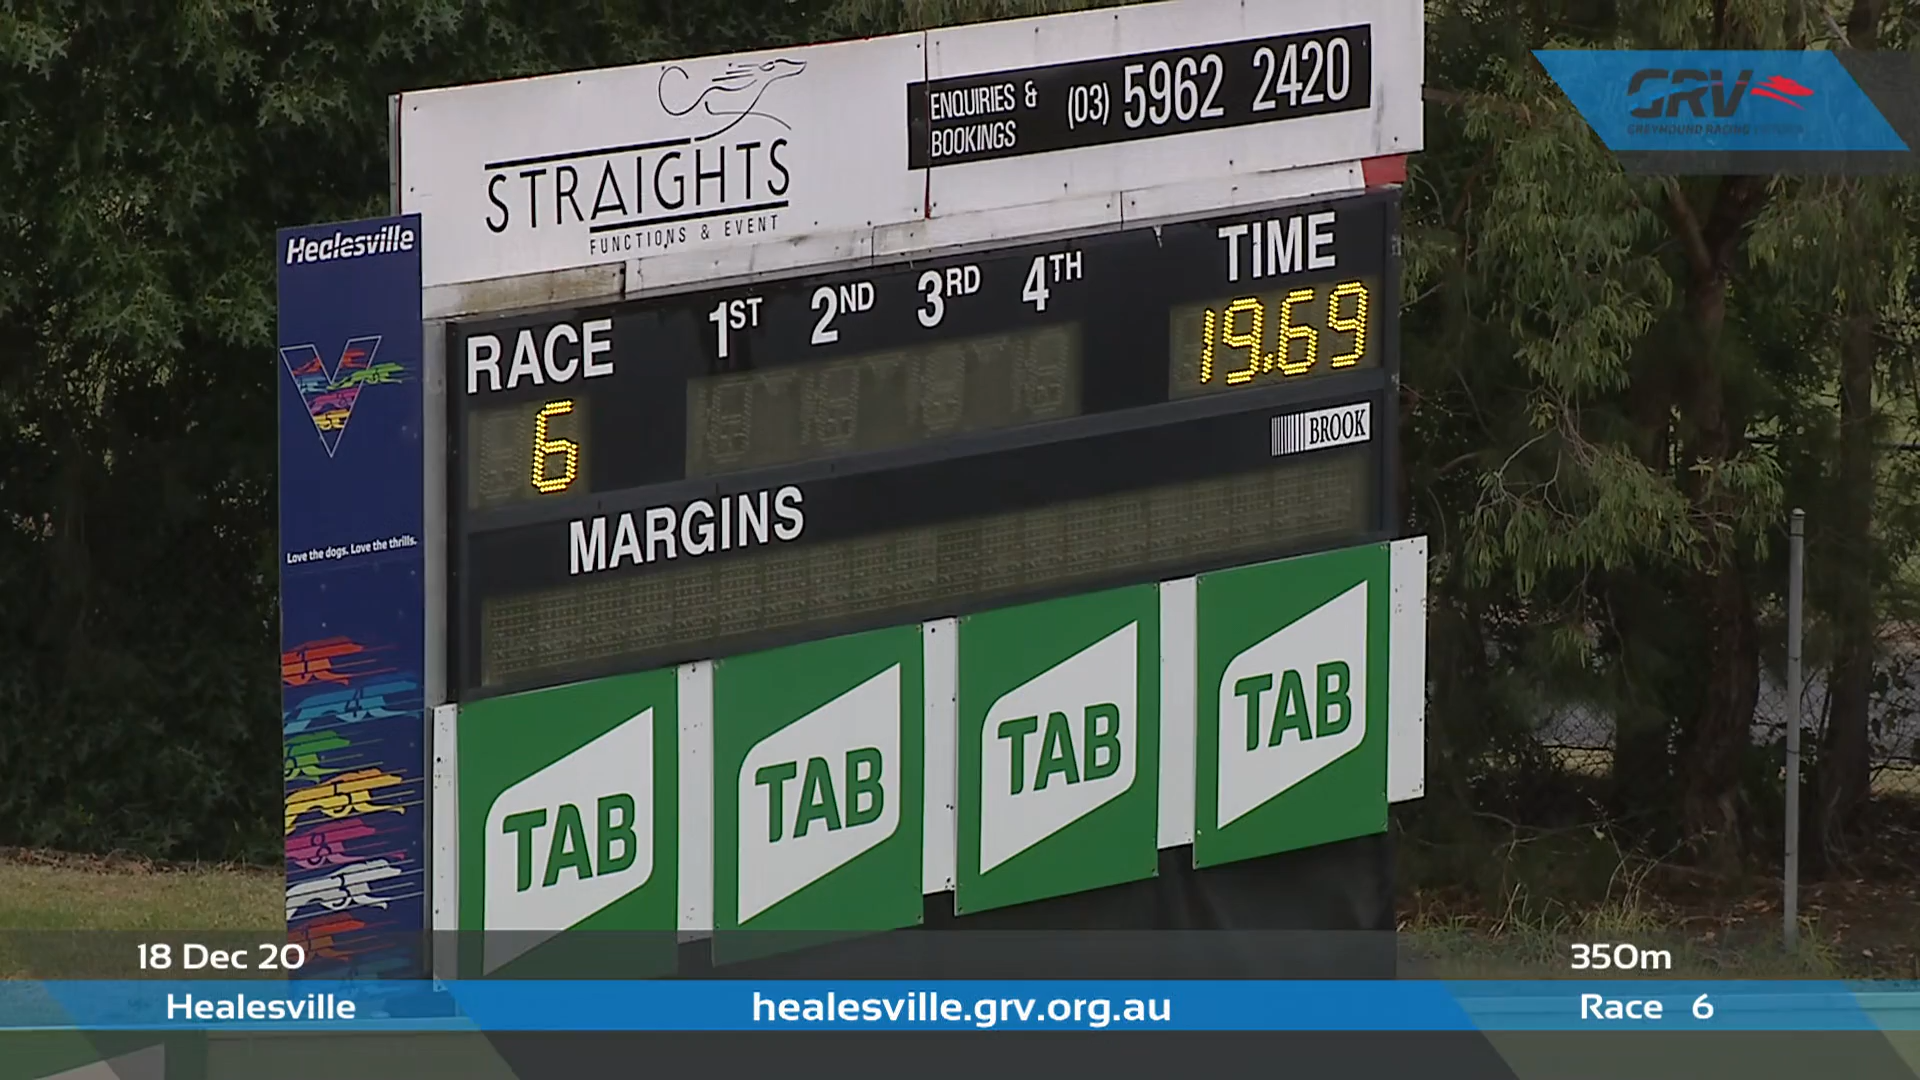 STRAIGHTS
FUNCTIONS & EVENT
ENQUIRIES &
BOOKINGS
(03) 5962 2420
GRV
GREYHOUND RACING
Healesville
Love the dogs. Love the thrills.
RACE 1ST 2ND 3RD 4TH TIME
6 19.69
BROOK
MARGINS
TAB TAB TAB TAB
18 Dec 20
350m
Healesville
healesville.grv.org.au
Race 6